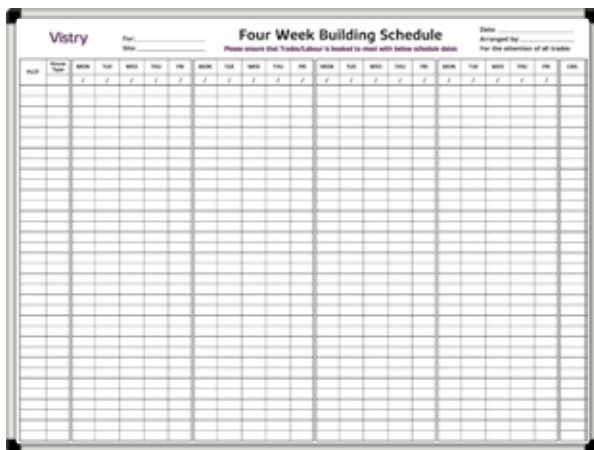 Vistry
For:
Site:
Four Week Building Schedule
Please ensure that Trades/Labour is booked to meet with below schedule dates
Date:
Arranged by:
For the attention of all trades
PLOT House Type MON TUE WED THU FRI MON TUE WED THU FRI MON TUE WED THU FRI MON TUE WED THU FRI CML
/ / / / / / / / / / / / / / / / / / / /